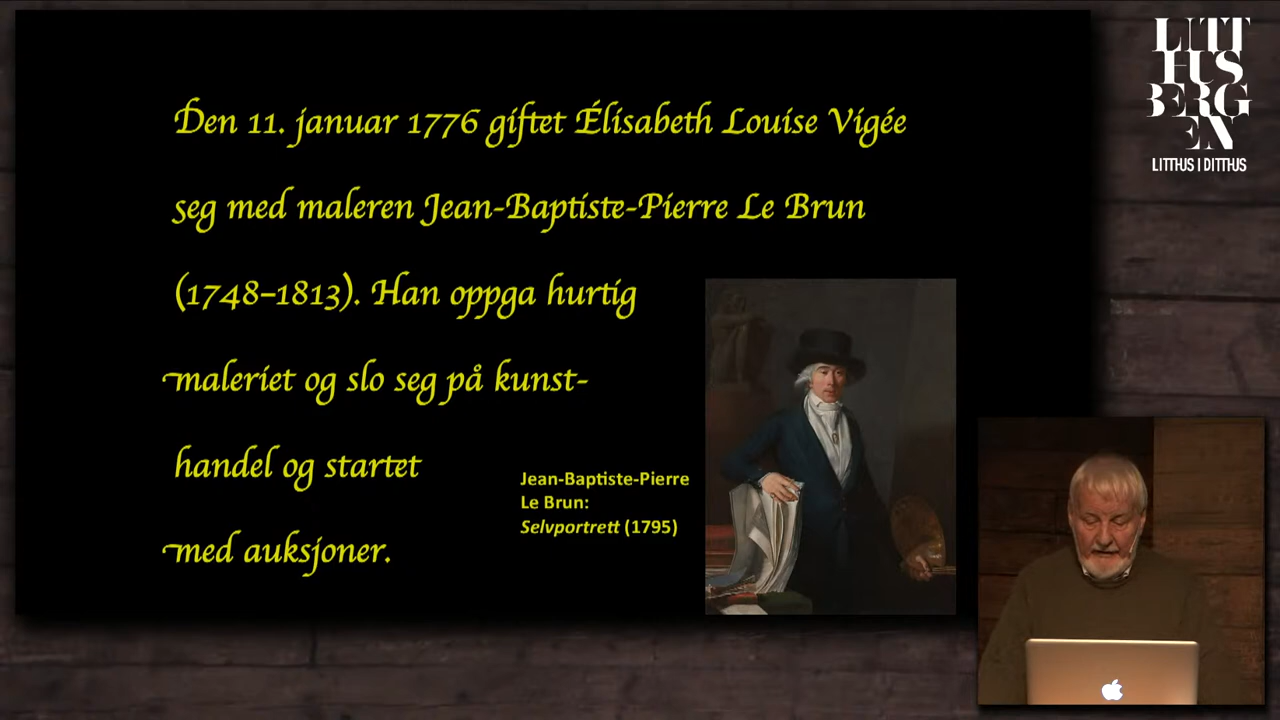 Den 11. januar 1776 giftet Élisabeth Louise Vigée
seg med maleren Jean-Baptiste-Pierre Le Brun
(1748–1813). Han oppga hurtig
maleriet og slo seg på kunst-
handel og startet
med auksjoner.
Jean-Baptiste-Pierre
Le Brun:
Selvportrett (1795)
LITT
HUS
BERG
EN
LITTHUS I DITTHUS